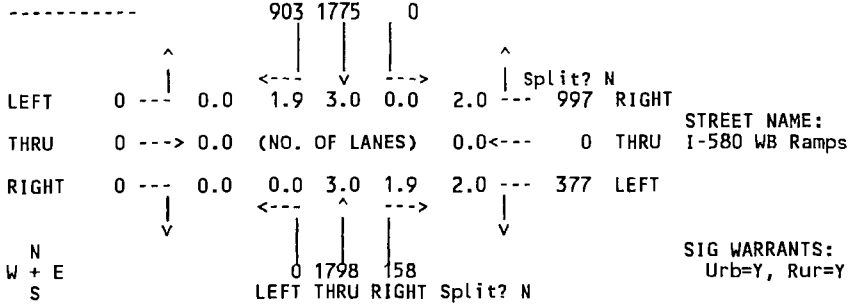 ----------- 903 1775 0
^ ^
<--- v ---> Split? N
LEFT 0 --- 0.0 1.9 3.0 0.0 2.0 --- 997 RIGHT
STREET NAME:
THRU 0 ---> 0.0 (NO. OF LANES) 0.0<--- 0 THRU I-580 WB Ramps
RIGHT 0 --- 0.0 0.0 3.0 1.9 2.0 --- 377 LEFT
<--- ^ --->
v v
N SIG WARRANTS:
W + E 0 1798 158 Urb=Y, Rur=Y
S LEFT THRU RIGHT Split? N